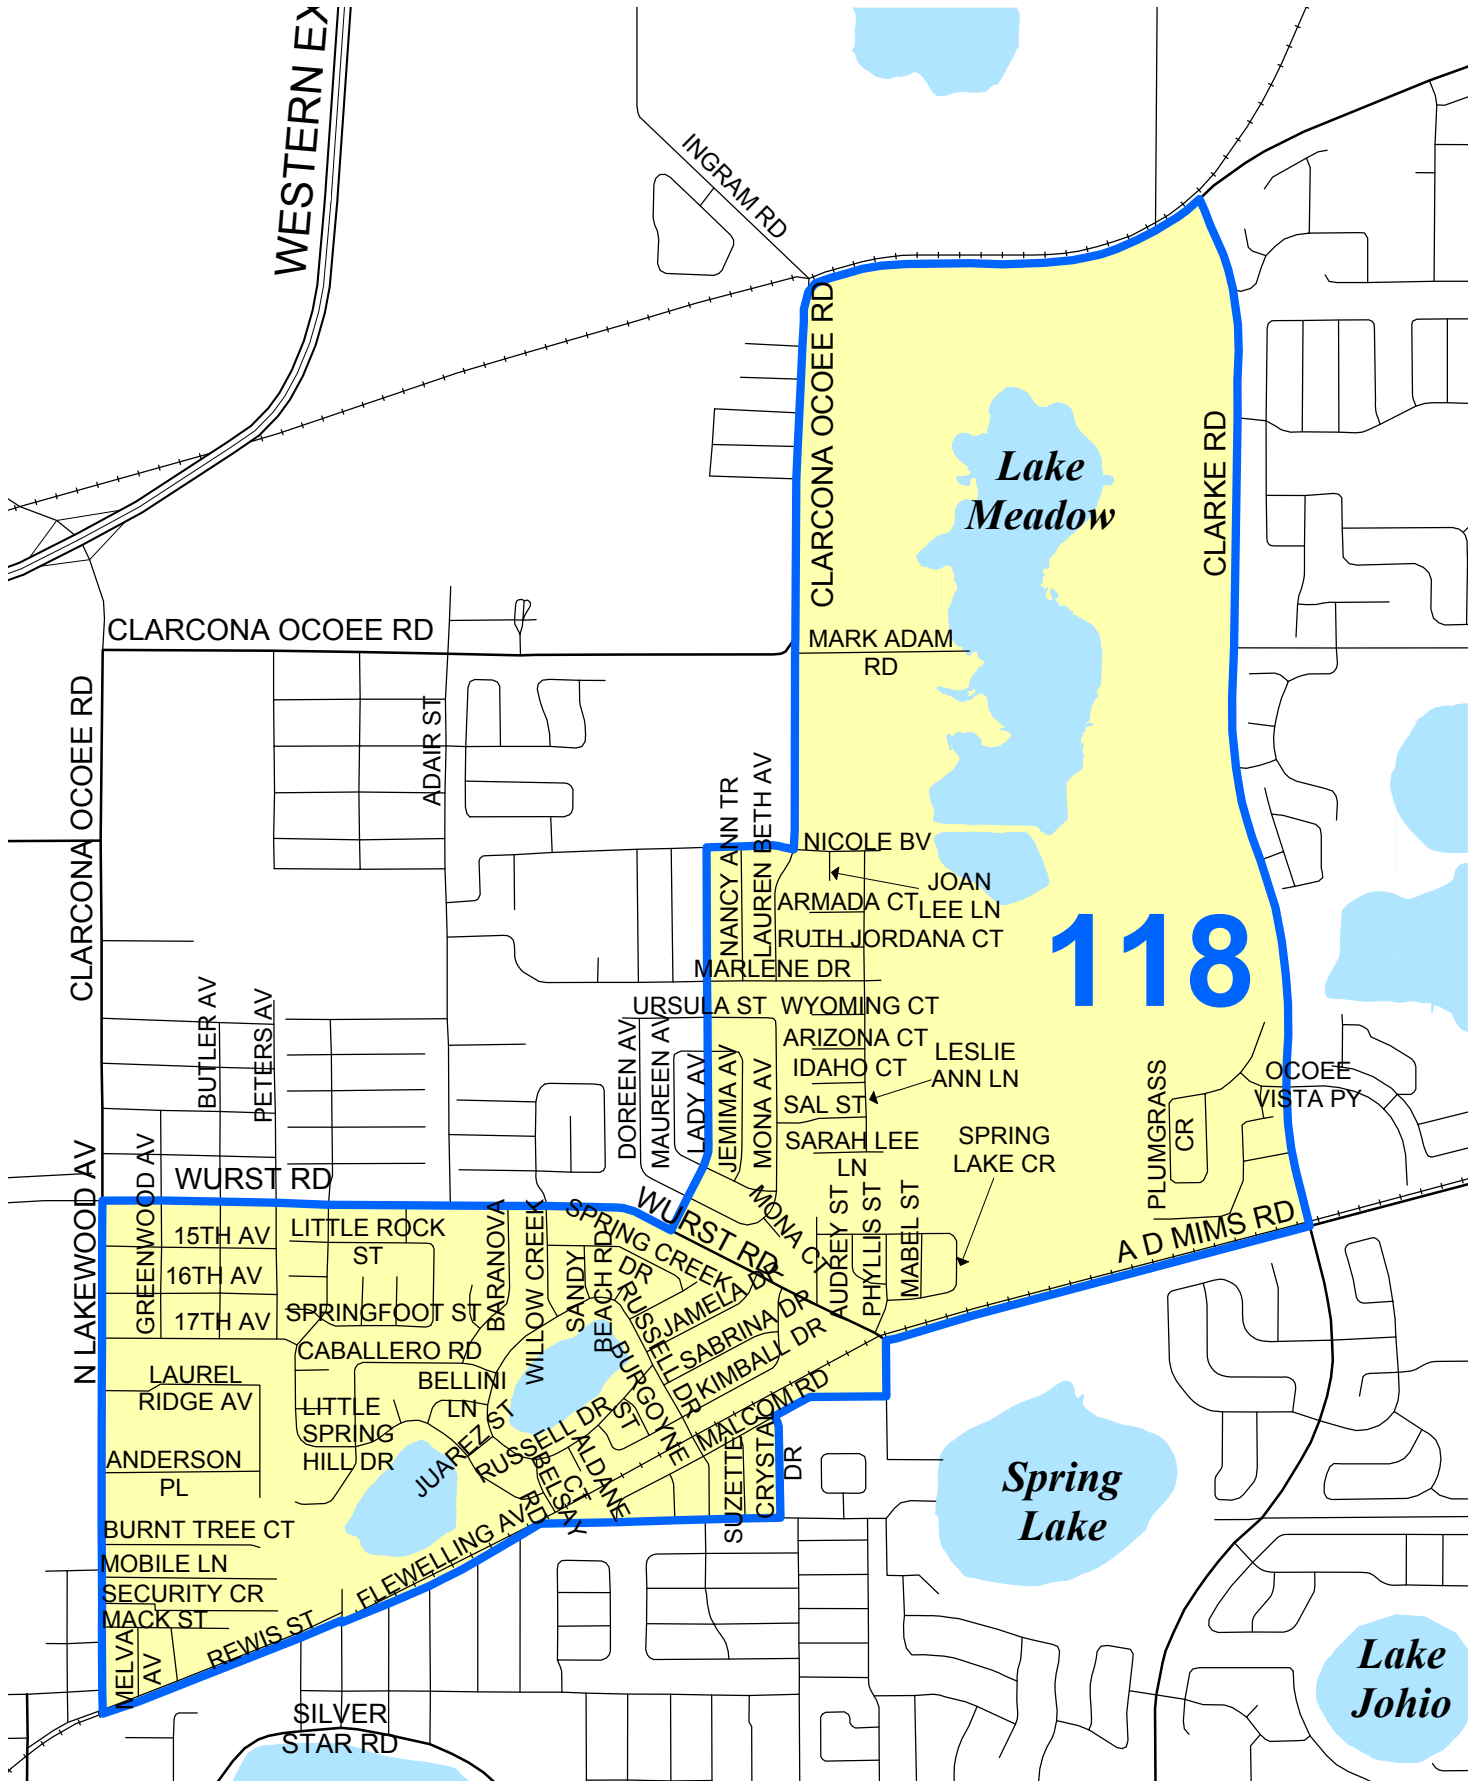 WESTERN EX
INGRAM RD
CLARCONA OCOEE RD
Lake
Meadow
CLARKE RD
CLARCONA OCOEE RD
MARK ADAM
RD
CLARCONA OCOEE RD
ADAIR ST
NANCY ANN TR
LAUREN BETH AV
NICOLE BV
JOAN
LEE LN
ARMADA CT
RUTH JORDANA CT
118
MARLENE DR
URSULA ST
WYOMING CT
ARIZONA CT
IDAHO CT
LESLIE
ANN LN
BUTLER AV
PETERS AV
DOREEN AV
MAUREEN AV
LADY AV
JEMIMA AV
MONA AV
SAL ST
SARAH LEE
LN
SPRING
LAKE CR
PLUMGRASS
CR
OCOEE
VISTA PY
N LAKEWOOD AV
GREENWOOD AV
WURST RD
WURST RD
MONA CT
AUDREY ST
PHYLLIS ST
MABEL ST
A D MIMS RD
15TH AV
16TH AV
17TH AV
LITTLE ROCK
ST
SPRINGFOOT ST
BARANOVA
WILLOW CREEK
SANDY
BEACH RD
SPRING CREEK
DR
RUSSELL DR
JAMELA DR
SABRINA DR
KIMBALL DR
CABALLERO RD
BELLINI
LN
LAUREL
RIDGE AV
LITTLE
SPRING
HILL DR
JUAREZ ST
RUSSELL DR
BURGOYNE
ST
MALCOM RD
ANDERSON
PL
ALDANE
CT
BELSAY
RD
SUZETTE
CRYSTAL
DR
Spring
Lake
BURNT TREE CT
MOBILE LN
SECURITY CR
MACK ST
MELVA
AV
REWIS ST
FLEWELLING AV
SILVER
STAR RD
Lake
Johio